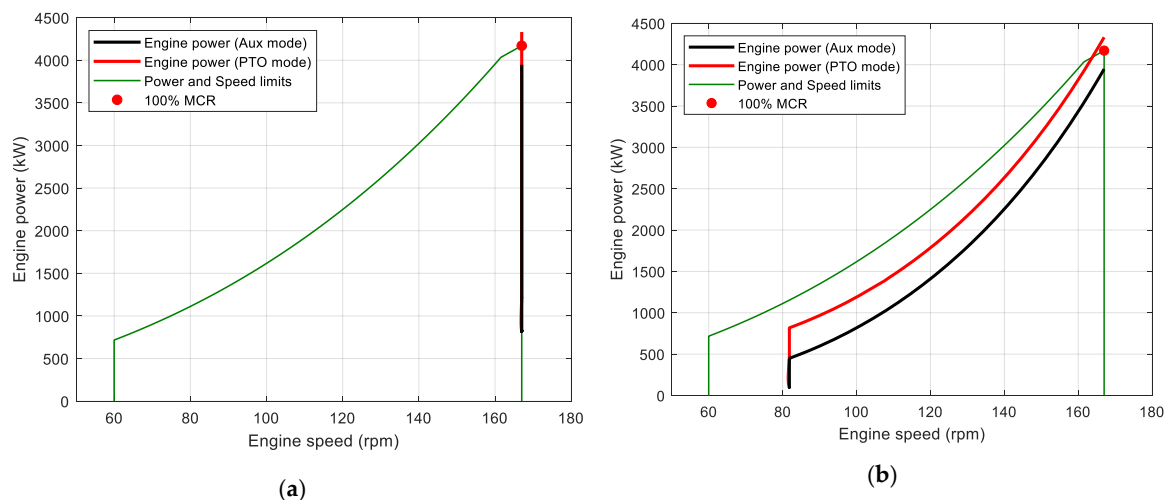 4500
4000
3500
3000
2500
2000
1500
1000
500
0
Engine power (kW)
Engine power (Aux mode)
Engine power (PTO mode)
Power and Speed limits
100% MCR
60 80 100 120 140 160 180
Engine speed (rpm)
(a)
4500
4000
3500
3000
2500
2000
1500
1000
500
0
Engine power (kW)
Engine power (Aux mode)
Engine power (PTO mode)
Power and Speed limits
100% MCR
60 80 100 120 140 160 180
Engine speed (rpm)
(b)